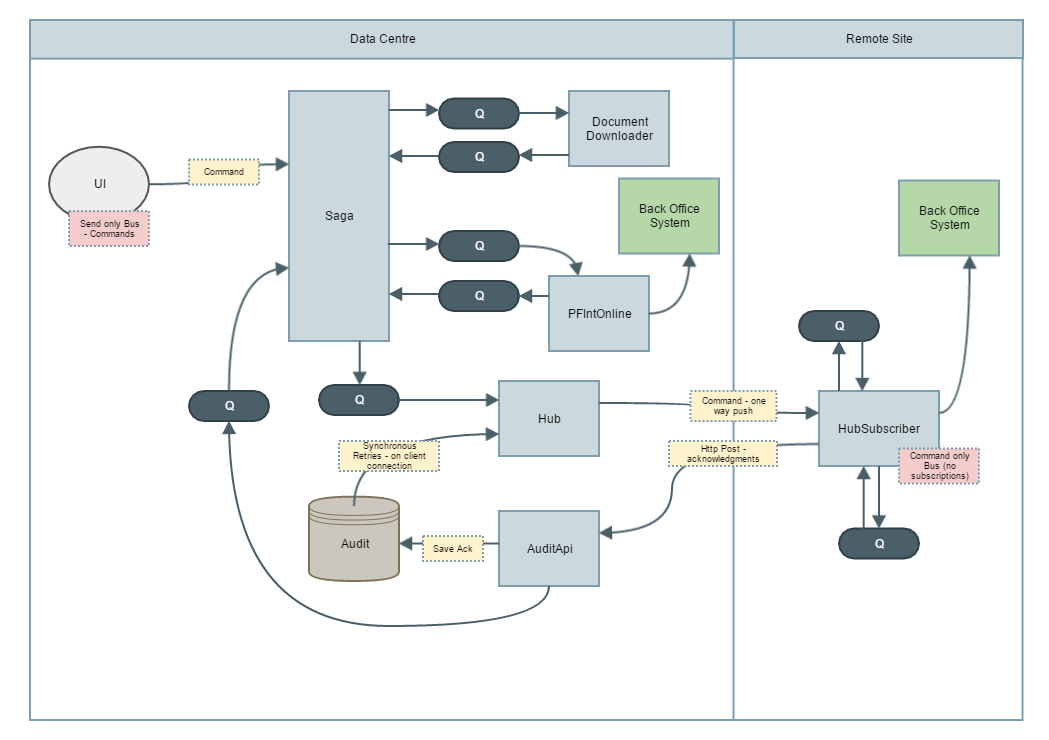 Data Centre
Remote Site
Q
Document
Downloader
Q
UI
Command
Send only Bus
- Commands
Saga
Back Office
System
Back Office
System
Q
Q
PFIntOnline
Q
Q
Q
Hub
Command - one
way push
HubSubscriber
Synchronous
Retries - on client
connection
Http Post -
acknowledgments
Command only
Bus (no
subscriptions)
Audit
Save Ack
AuditApi
Q